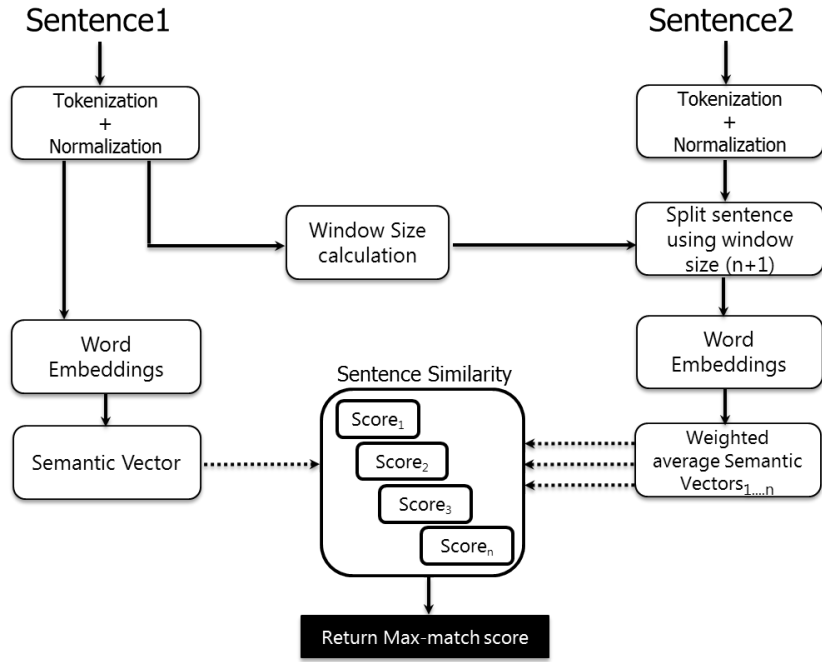 Sentence1
Sentence2
Tokenization
+
Normalization
Tokenization
+
Normalization
Window Size
calculation
Split sentence
using window
size (n+1)
Word
Embeddings
Word
Embeddings
Sentence Similarity
Score1
Score2
Score3
Scoren
Semantic Vector
Weighted
average Semantic
Vectors1....n
Return Max-match score